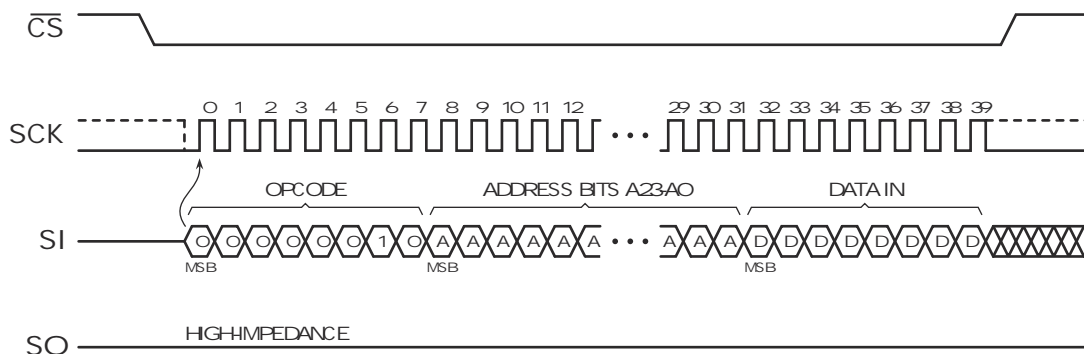 CS
SCK
0 1 2 3 4 5 6 7 8 9 10 11 12 ••• 29 30 31 32 33 34 35 36 37 38 39
OPCODE ADDRESS BITS A23-A0 DATA IN
SI
0 0 0 0 0 0 1 0 A A A A A A ••• A A A D D D D D D D D
MSB MSB MSB
HIGH-IMPEDANCE
SO